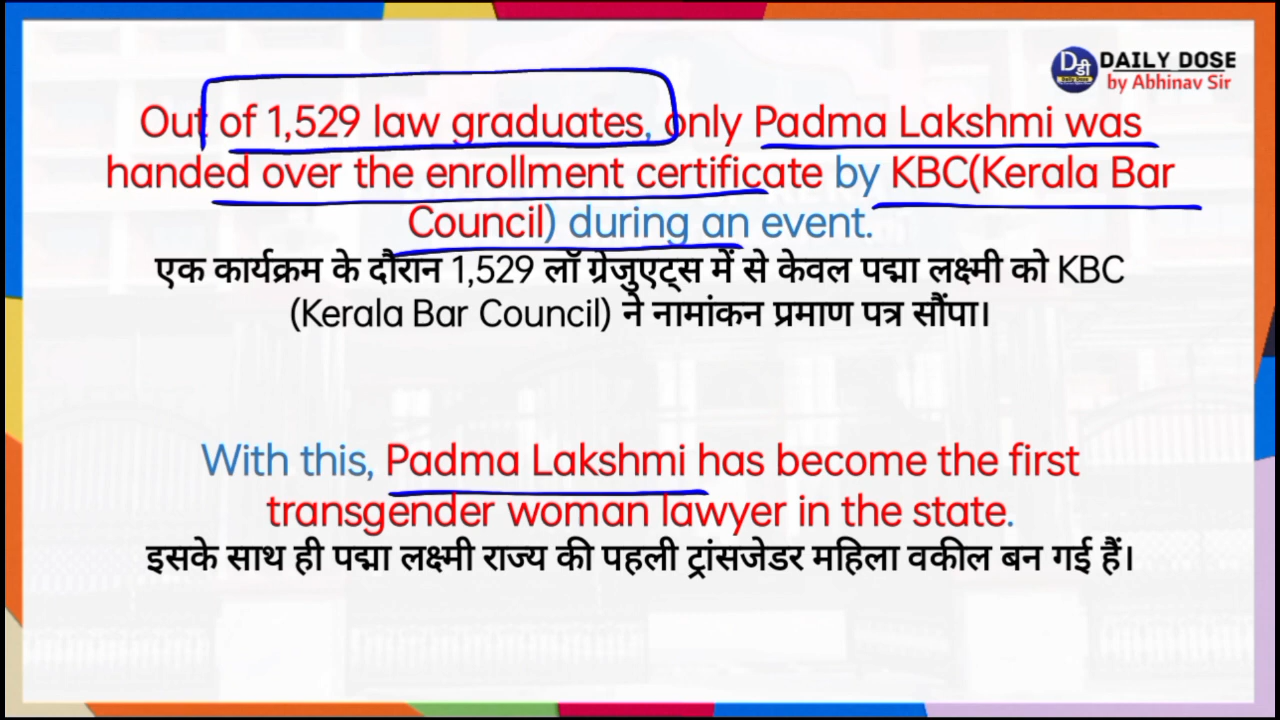 DAILY DOSE
by Abhinav Sir
Dडी
Daily Dose
Out of 1,529 law graduates, only Padma Lakshmi was
handed over the enrollment certificate by KBC(Kerala Bar
Council) during an event.
एक कार्यक्रम के दौरान 1,529 लॉ ग्रेजुएट्स में से केवल पद्मा लक्ष्मी को KBC
(Kerala Bar Council) ने नामांकन प्रमाण पत्र सौंपा।
With this, Padma Lakshmi has become the first
transgender woman lawyer in the state.
इसके साथ ही पद्मा लक्ष्मी राज्य की पहली ट्रांसजेडर महिला वकील बन गई हैं।